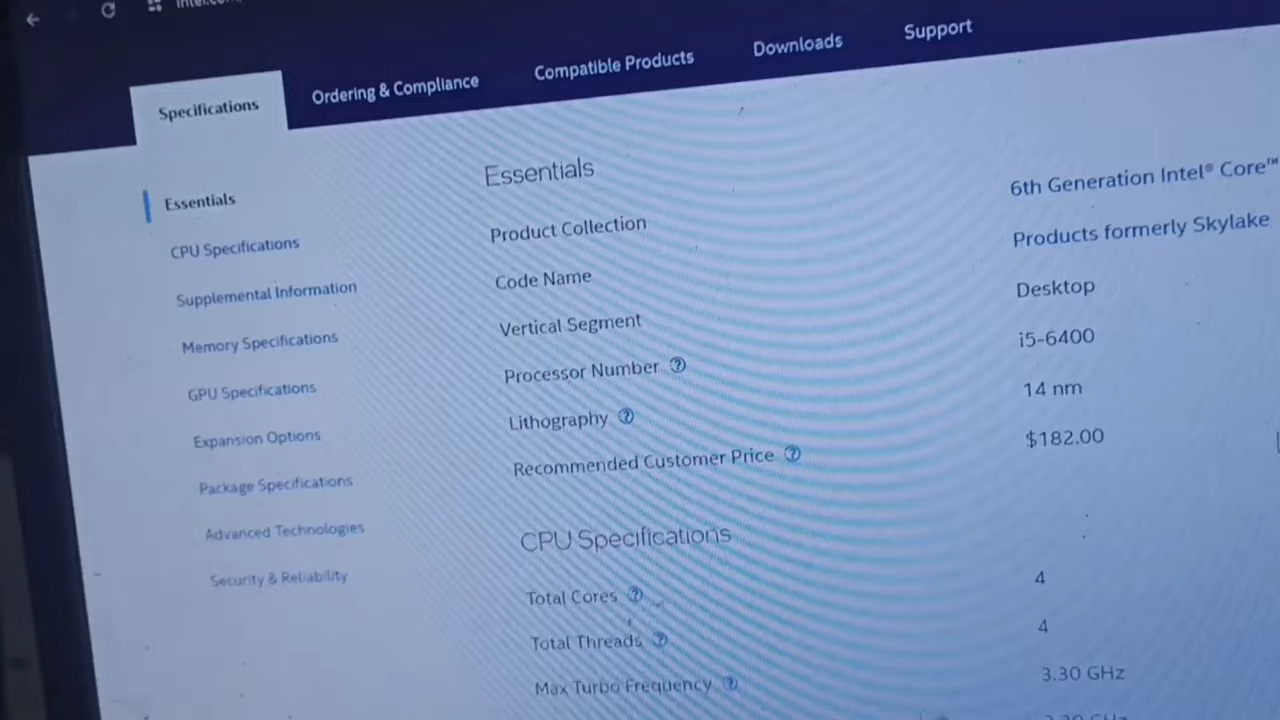 Specifications
Ordering & Compliance
Compatible Products
Downloads
Support
Essentials
CPU Specifications
Supplemental Information
Memory Specifications
GPU Specifications
Expansion Options
Package Specifications
Advanced Technologies
Security & Reliability
Essentials
Product Collection 6th Generation Intel® Core™
Code Name Products formerly Skylake
Vertical Segment Desktop
Processor Number i5-6400
Lithography 14 nm
Recommended Customer Price $182.00
CPU Specifications
Total Cores 4
Total Threads 4
Max Turbo Frequency 3.30 GHz